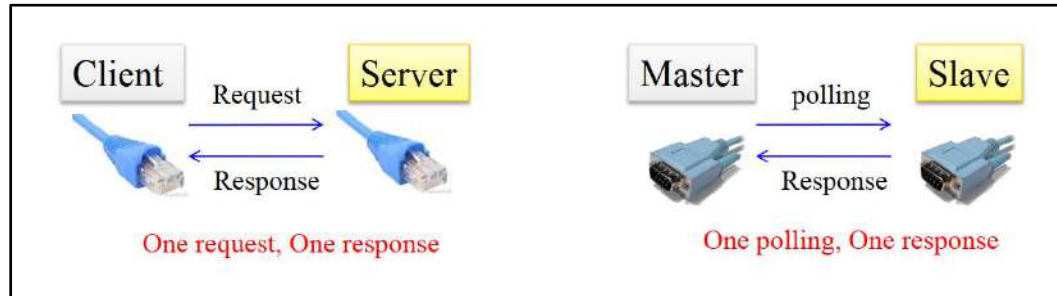 Client
Server
Request
Response
One request, One response
Master
Slave
polling
Response
One polling, One response